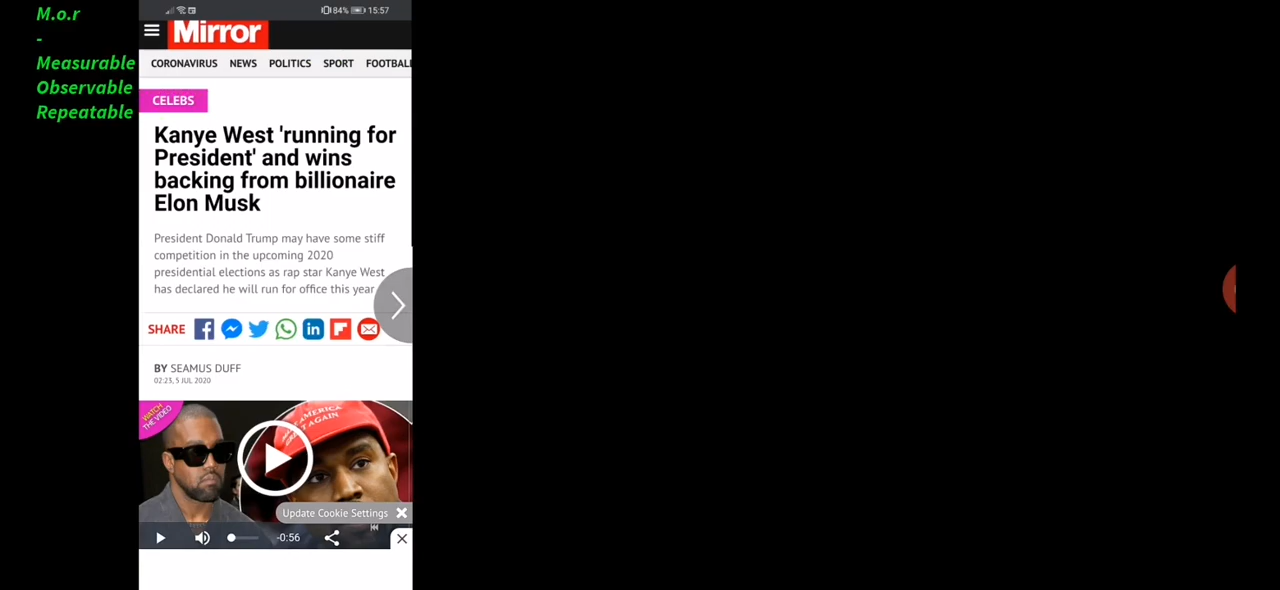 M.o.r
-
Measurable
Observable
Repeatable
84% 15:57
Mirror
CORONAVIRUS NEWS POLITICS SPORT FOOTBALL
CELEBS
Kanye West 'running for
President' and wins
backing from billionaire
Elon Musk
President Donald Trump may have some stiff
competition in the upcoming 2020
presidential elections as rap star Kanye West
has declared he will run for office this year
SHARE
BY SEAMUS DUFF
02:23, 5 JUL 2020
WATCH
THE VIDEO
AMERICA
GREAT AGAIN
Update Cookie Settings
-0:56